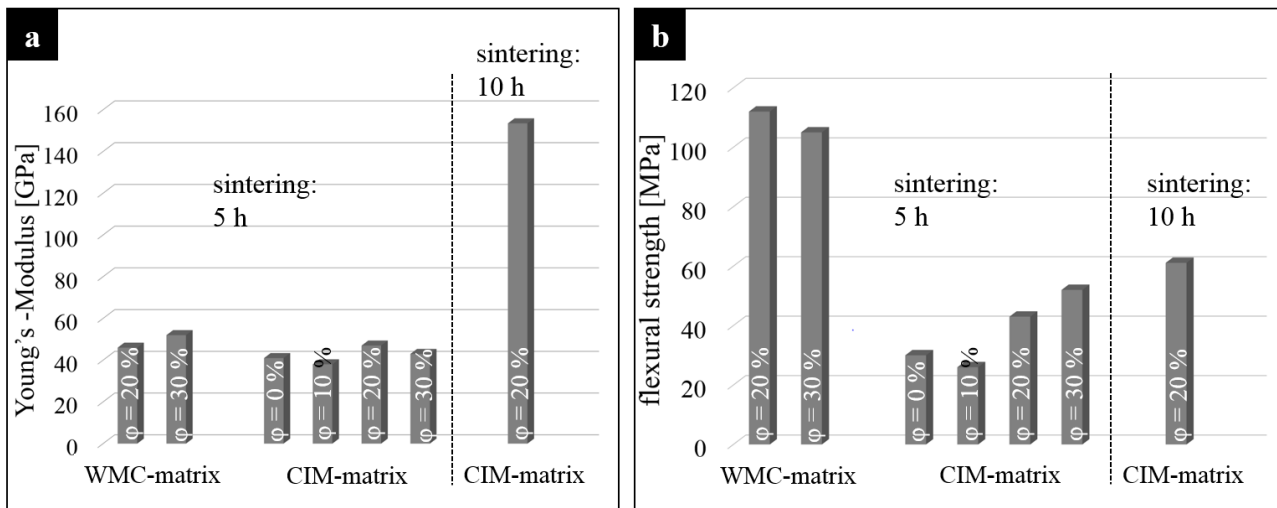 a
sintering:
10 h
Young's -Modulus [GPa]
160
140
120
100
80
60
40
20
0
sintering:
5 h
φ = 20 %
φ = 30 %
φ = 0 %
φ = 10 %
φ = 20 %
φ = 30 %
φ = 20 %
WMC-matrix
CIM-matrix
CIM-matrix
b
flexural strength [MPa]
120
100
80
60
40
20
0
sintering:
5 h
sintering:
10 h
φ = 20 %
φ = 30 %
φ = 0 %
φ = 10 %
φ = 20 %
φ = 30 %
φ = 20 %
WMC-matrix
CIM-matrix
CIM-matrix